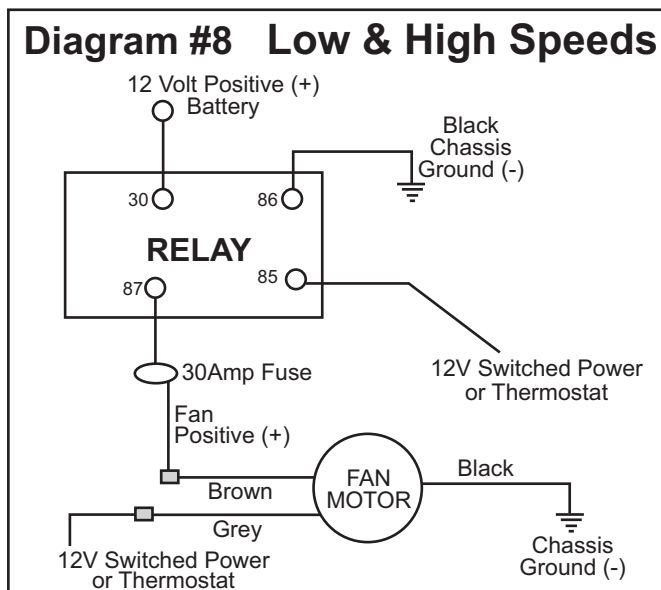 Diagram #8 Low & High Speeds
12 Volt Positive (+)
Battery
Black
Chassis
Ground (-)
30
86
RELAY
87
85
12V Switched Power
or Thermostat
30Amp Fuse
Fan
Positive (+)
FAN
MOTOR
Black
Brown
Grey
12V Switched Power
or Thermostat
Chassis
Ground (-)